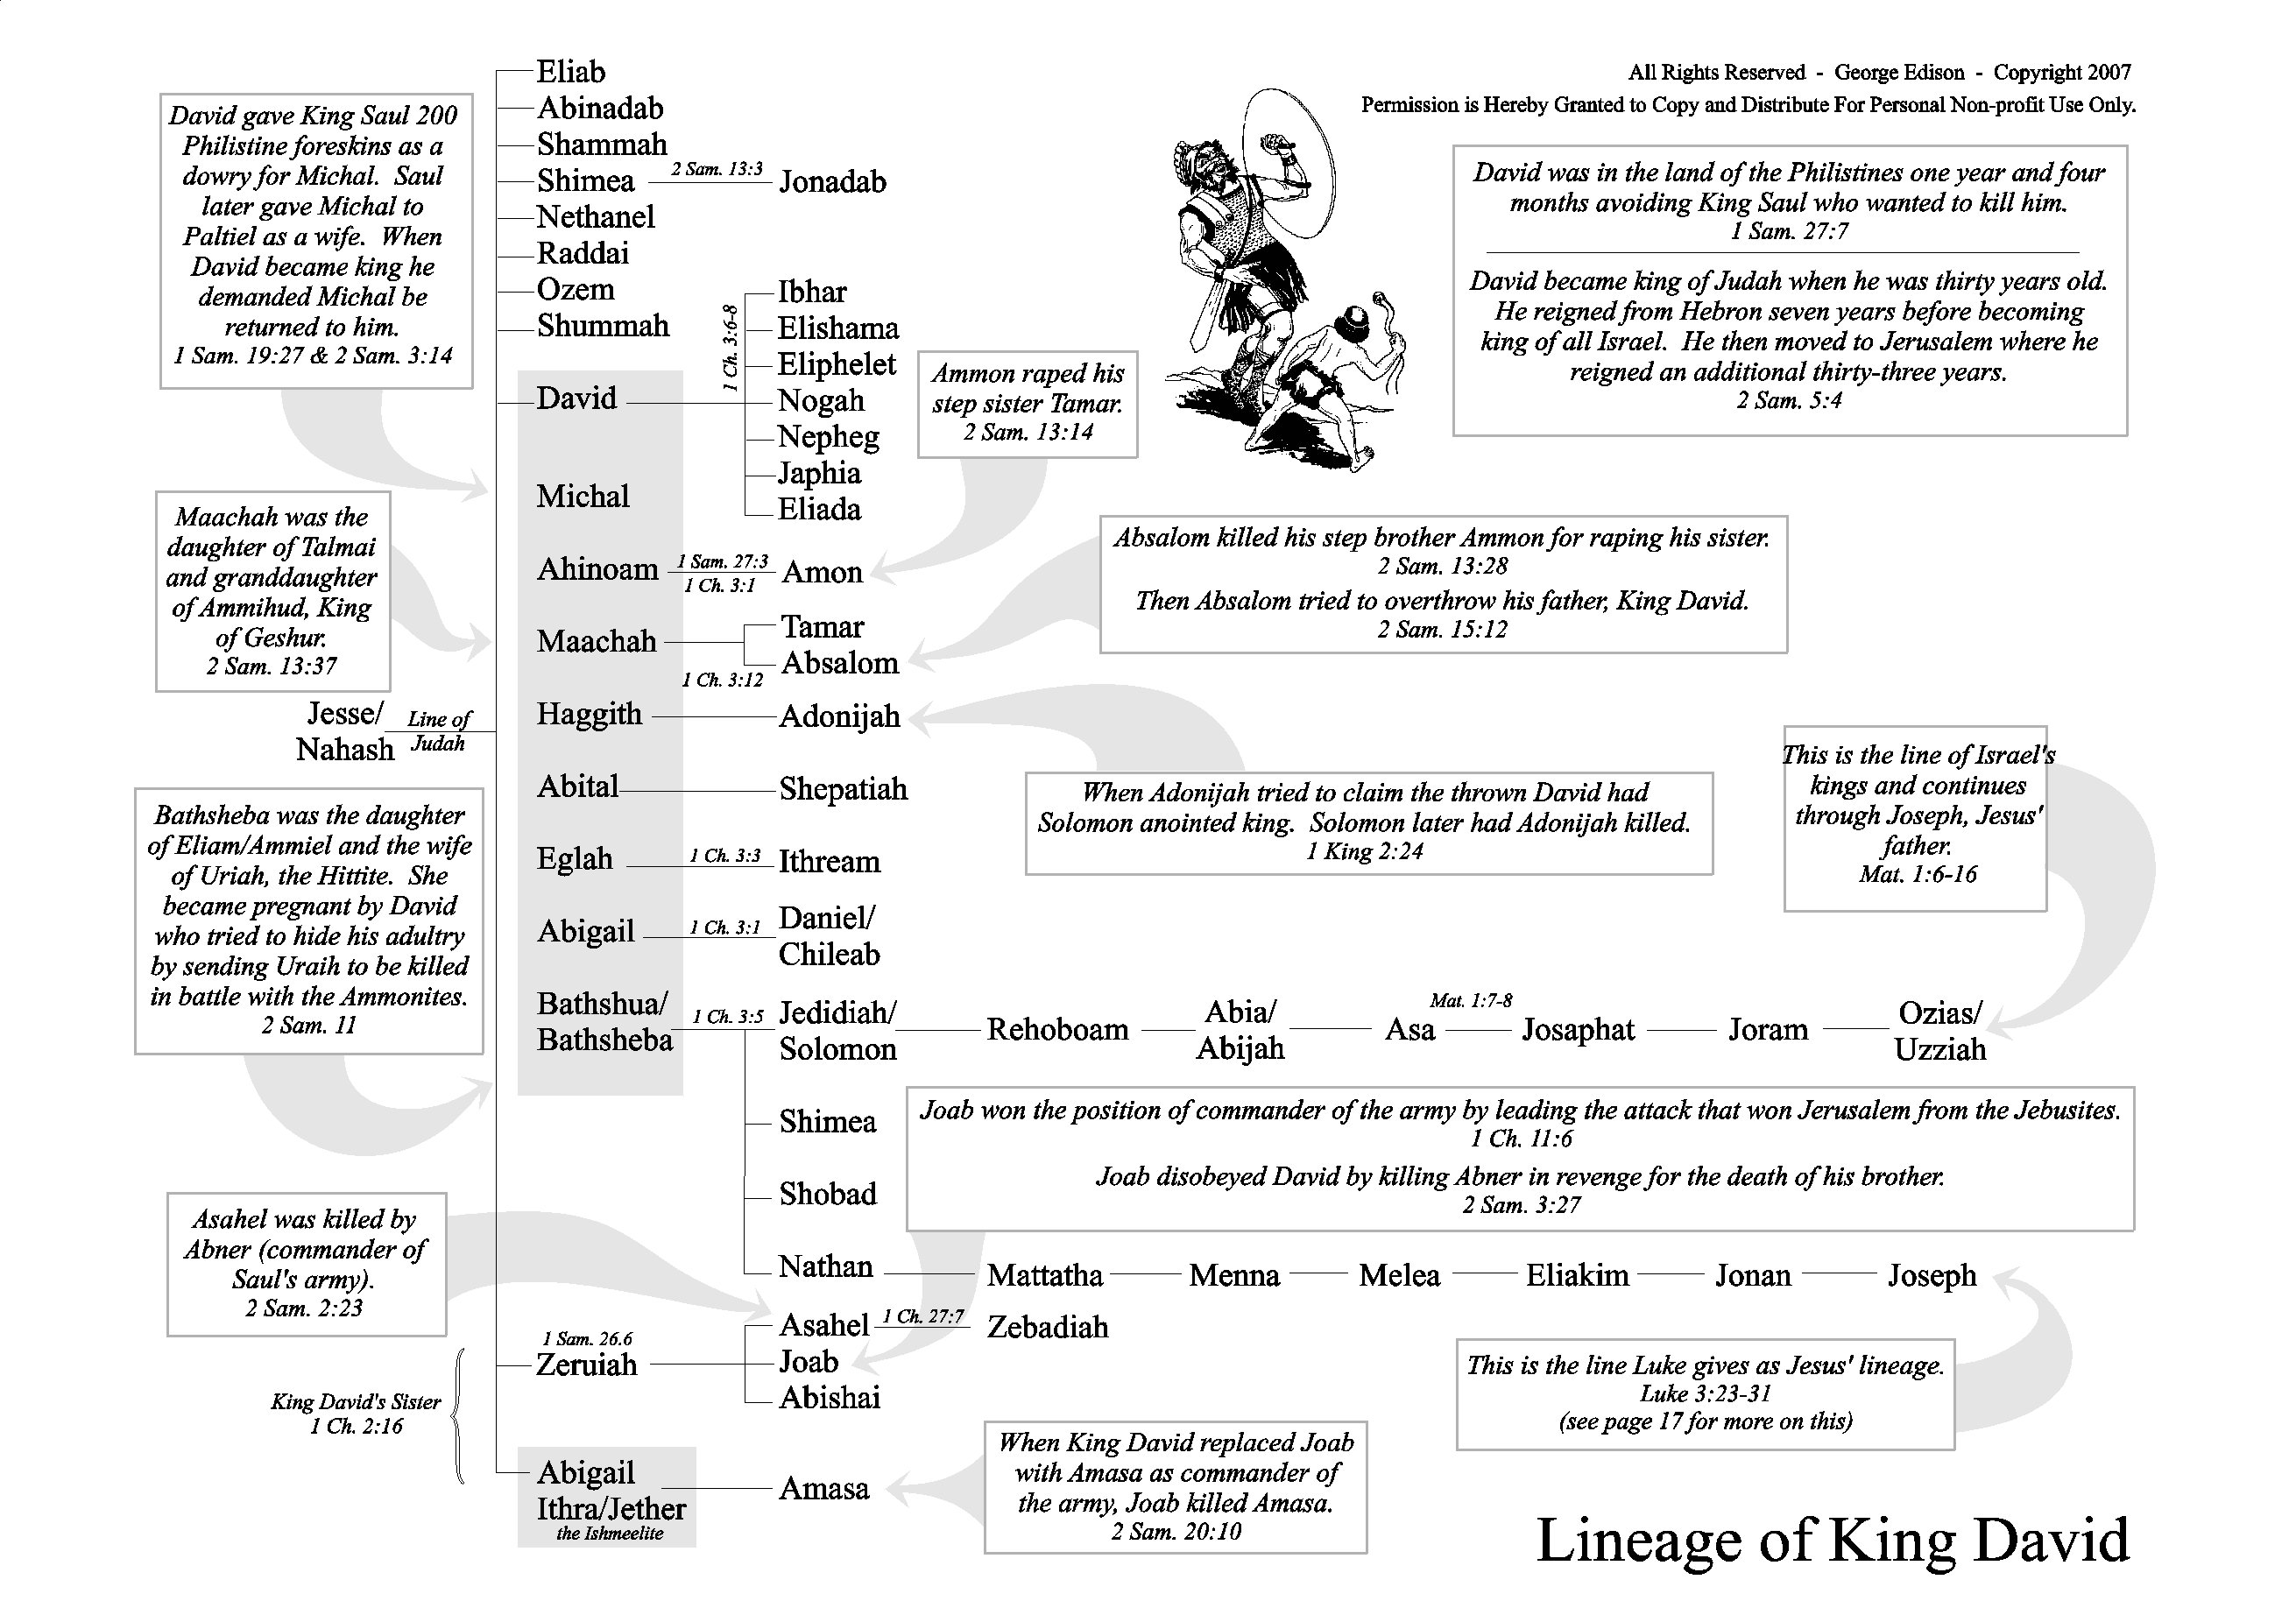 All Rights Reserved - George Edison - Copyright 2007
Permission is Hereby Granted to Copy and Distribute For Personal Non-profit Use Only.
David gave King Saul 200
Philistine foreskins as a
dowry for Michal. Saul
later gave Michal to
Paltiel as a wife. When
David became king he
demanded Michal be
returned to him.
1 Sam. 19:27 & 2 Sam. 3:14
Maachah was the
daughter of Talmai
and granddaughter
of Ammihud, King
of Geshur.
2 Sam. 13:37
Jesse/
Nahash
Line of
Judah
Bathsheba was the daughter
of Eliam/Ammiel and the wife
of Uriah, the Hittite. She
became pregnant by David
who tried to hide his adultry
by sending Uraih to be killed
in battle with the Ammonites.
2 Sam. 11
Asahel was killed by
Abner (commander of
Saul's army).
2 Sam. 2:23
King David's Sister
1 Ch. 2:16
Eliab
Abinadab
Shammah
Shimea
2 Sam. 13:3
Jonadab
Nethanel
Raddai
Ozem
Shummah
David
1 Ch. 3:6-8
Ibhar
Elishama
Eliphelet
Nogah
Nepheg
Japhia
Eliada
Michal
Ahinoam
1 Sam. 27:3
1 Ch. 3:1
Amon
Maachah
Tamar
Absalom
1 Ch. 3:12
Haggith
Adonijah
Abital
Shepatiah
Eglah
1 Ch. 3:3
Ithream
Abigail
1 Ch. 3:1
Daniel/
Chileab
Bathshua/
Bathsheba
1 Ch. 3:5
Jedidiah/
Solomon
Rehoboam
Abia/
Abijah
Asa
Mat. 1:7-8
Josaphat
Joram
Ozias/
Uzziah
Shimea
Shobad
Nathan
Mattatha
Menna
Melea
Eliakim
Jonan
Joseph
1 Sam. 26.6
Zeruiah
Asahel
1 Ch. 27:7
Zebadiah
Joab
Abishai
Abigail
Ithra/Jether
the Ishmeelite
Amasa
Ammon raped his
step sister Tamar.
2 Sam. 13:14
David was in the land of the Philistines one year and four
months avoiding King Saul who wanted to kill him.
1 Sam. 27:7
David became king of Judah when he was thirty years old.
He reigned from Hebron seven years before becoming
king of all Israel. He then moved to Jerusalem where he
reigned an additional thirty-three years.
2 Sam. 5:4
Absalom killed his step brother Ammon for raping his sister.
2 Sam. 13:28
Then Absalom tried to overthrow his father, King David.
2 Sam. 15:12
When Adonijah tried to claim the thrown David had
Solomon anointed king. Solomon later had Adonijah killed.
1 King 2:24
This is the line of Israel's
kings and continues
through Joseph, Jesus'
father.
Mat. 1:6-16
Joab won the position of commander of the army by leading the attack that won Jerusalem from the Jebusites.
1 Ch. 11:6
Joab disobeyed David by killing Abner in revenge for the death of his brother.
2 Sam. 3:27
This is the line Luke gives as Jesus' lineage.
Luke 3:23-31
(see page 17 for more on this)
When King David replaced Joab
with Amasa as commander of
the army, Joab killed Amasa.
2 Sam. 20:10
Lineage of King David